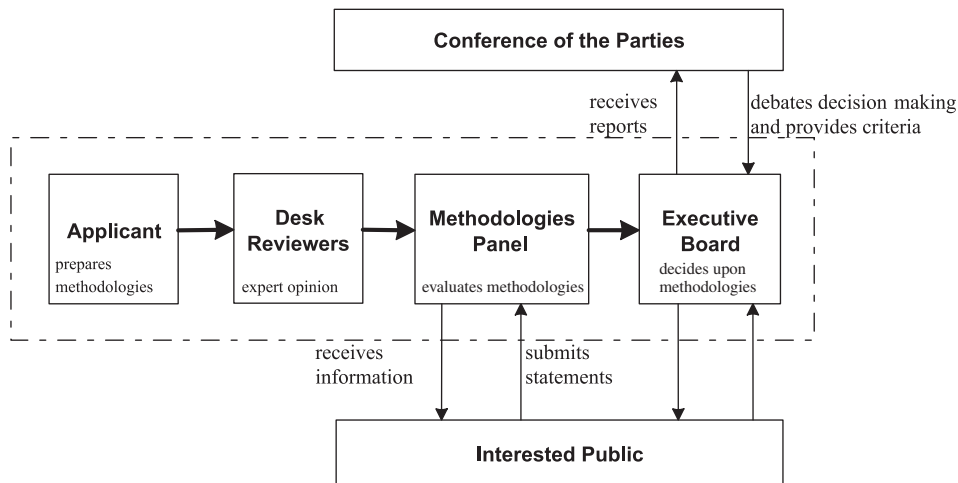 Conference of the Parties
receives
reports
debates decision making
and provides criteria
Applicant
prepares
methodologies
Desk
Reviewers
expert opinion
Methodologies
Panel
evaluates methodologies
Executive
Board
decides upon
methodologies
receives
information
submits
statements
Interested Public